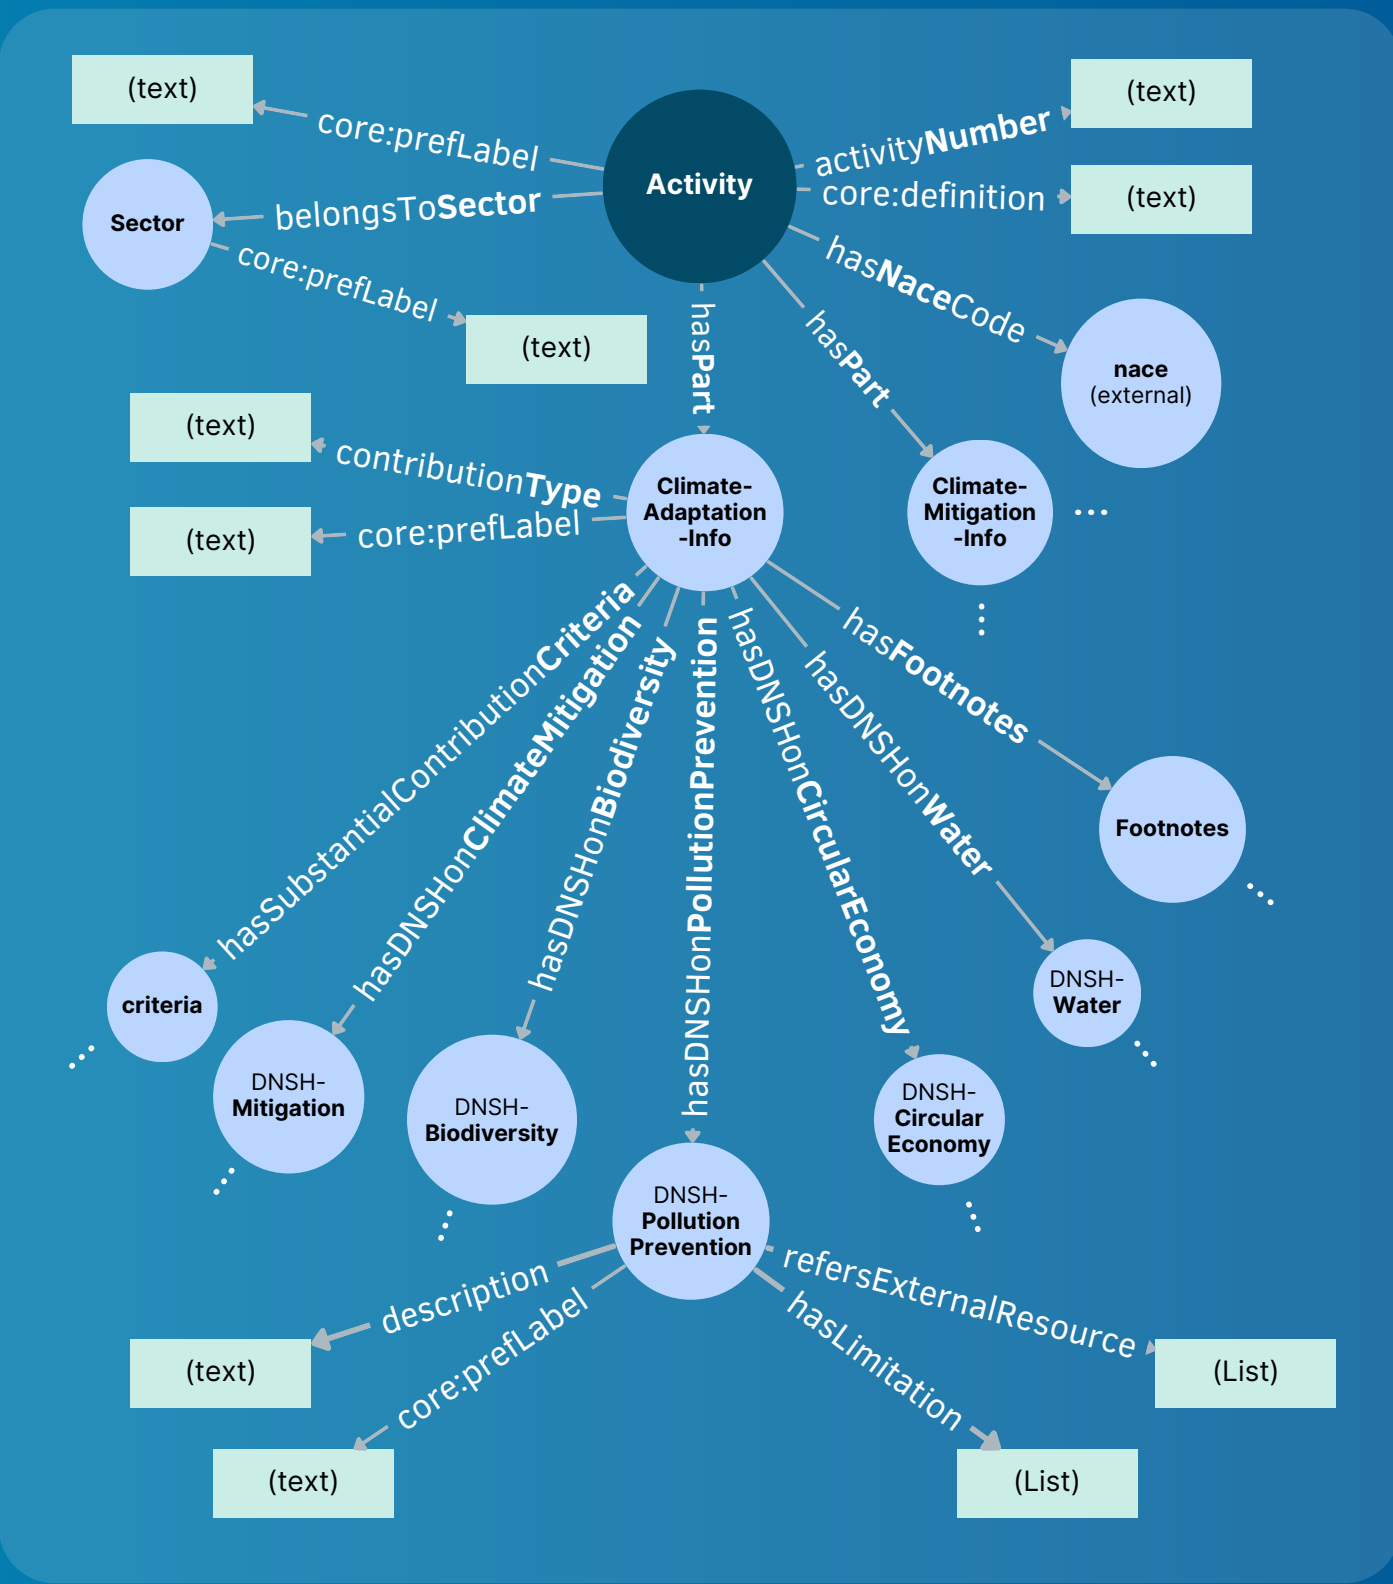 (text)
(text)
core:prefLabel
activityNumber
Activity
Sector
belongsToSector
core:definition
(text)
core:prefLabel
hasNaceCode
(text)
hasPart
hasPart
nace
(external)
(text)
contributionType
Climate-
Adaptation
-Info
Climate-
Mitigation
-Info
...
(text)
core:prefLabel
...
hasSubstantialContributionCriteria
hasDNSHonClimateMitigation
hasDNSHonBiodiversity
hasDNSHonPollutionPrevention
hasDNSHonCircularEconomy
hasDNSHonWater
hasFootnotes
Footnotes
...
criteria
...
DNSH-
Water
...
DNSH-
Mitigation
...
DNSH-
Biodiversity
...
DNSH-
Circular
Economy
...
DNSH-
Pollution
Prevention
description
core:prefLabel
refersExternalResource
hasLimitation
(text)
(List)
(text)
(List)